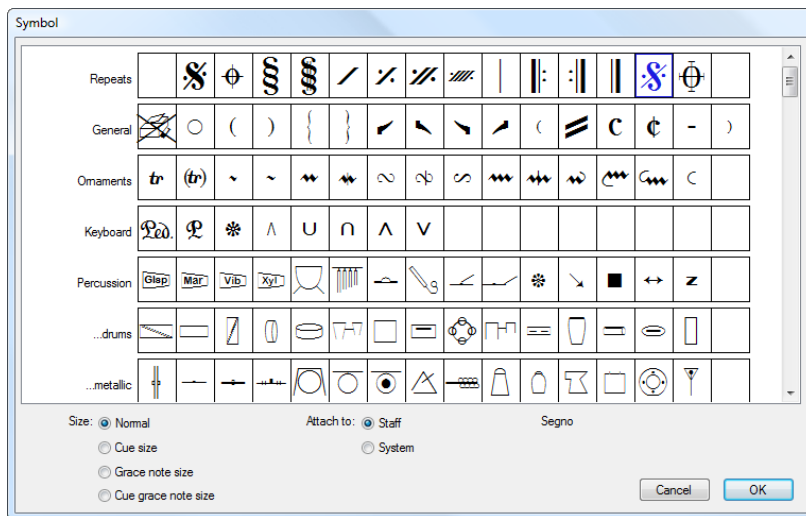 Symbol
Repeats
General
C ¢
Ornaments tr (tr)
Keyboard Ped. P
Percussion Glsp Mar Vib Xyl z
...drums
...metallic
Size: Normal Attach to: Staff Segno
Cue size System
Grace note size
Cue grace note size
Cancel OK